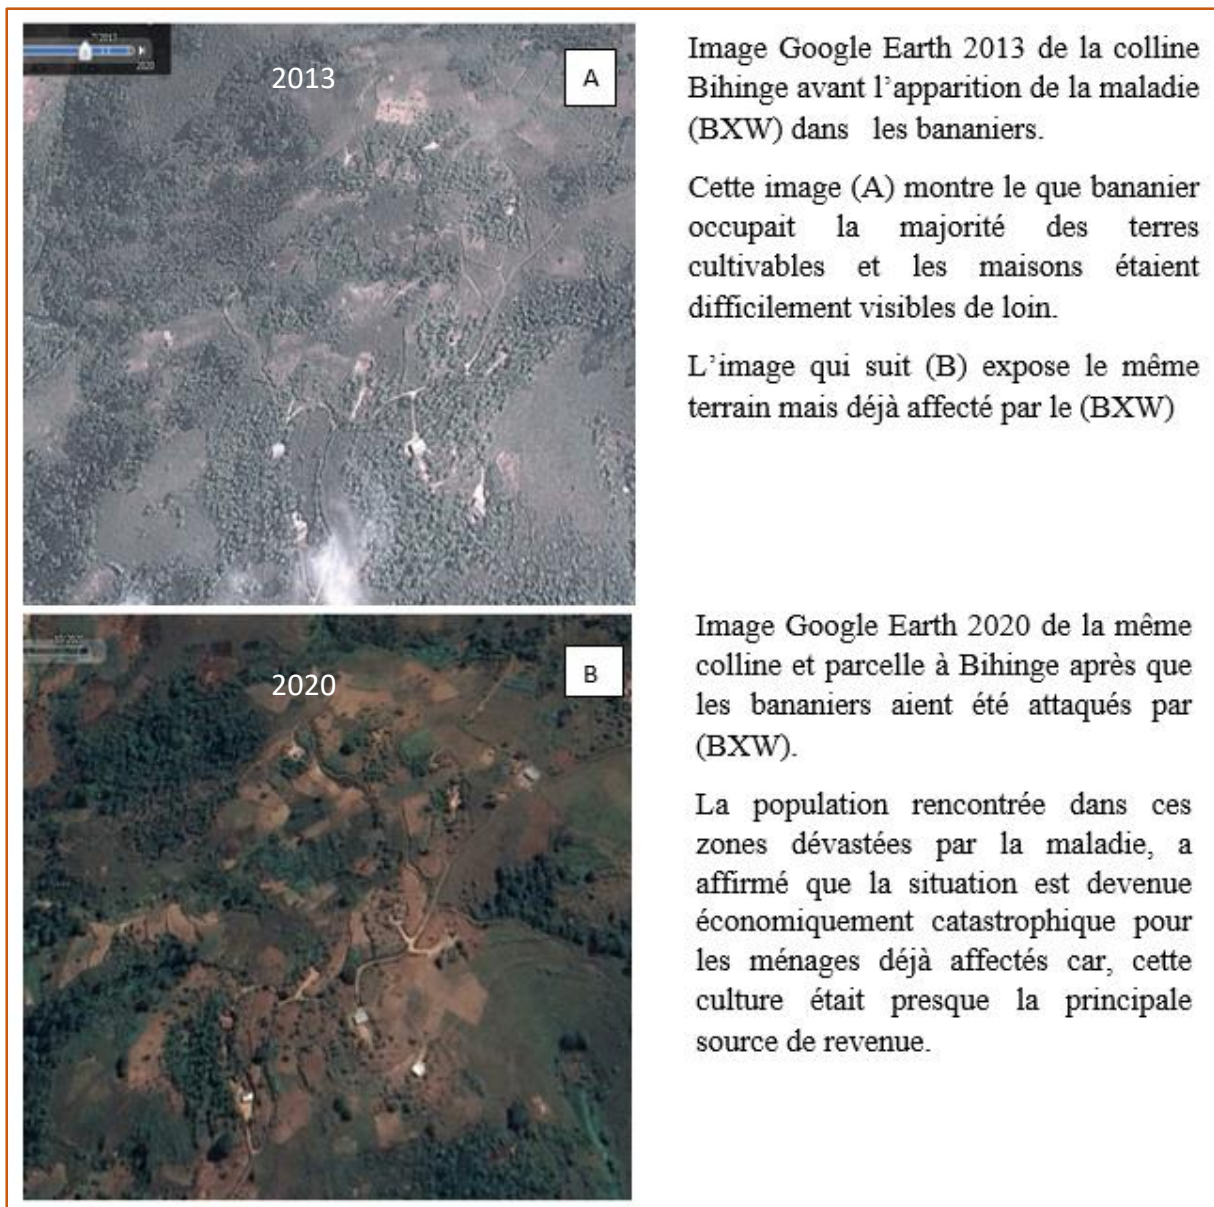 7/2013
2020
2013
A
Image Google Earth 2013 de la colline
Bihinge avant l’apparition de la maladie
(BXW) dans les bananiers.
Cette image (A) montre le que bananier
occupait la majorité des terres
cultivables et les maisons étaient
difficilement visibles de loin.
L’image qui suit (B) expose le même
terrain mais déjà affecté par le (BXW)
2020
B
Image Google Earth 2020 de la même
colline et parcelle à Bihinge après que
les bananiers aient été attaqués par
(BXW).
La population rencontrée dans ces
zones dévastées par la maladie, a
affirmé que la situation est devenue
économiquement catastrophique pour
les ménages déjà affectés car, cette
culture était presque la principale
source de revenue.